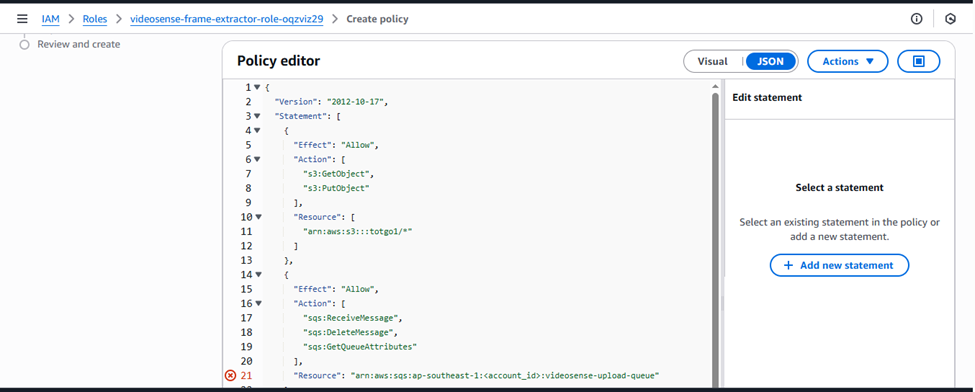 IAM > Roles > videosense-frame-extractor-role-oqzviz29 > Create policy
Review and create
Policy editor
Visual
JSON
Actions
1 {
2 "Version": "2012-10-17",
3 "Statement": [
4 {
5 "Effect": "Allow",
6 "Action": [
7 "s3:GetObject",
8 "s3:PutObject"
9 ],
10 "Resource": [
11 "arn:aws:s3:::totgo1/*"
12 ]
13 },
14 {
15 "Effect": "Allow",
16 "Action": [
17 "sqs:ReceiveMessage",
18 "sqs:DeleteMessage",
19 "sqs:GetQueueAttributes"
20 ],
21 "Resource": "arn:aws:sqs:ap-southeast-1:<account_id>:videosense-upload-queue"
Edit statement
Select a statement
Select an existing statement in the policy or
add a new statement.
+ Add new statement